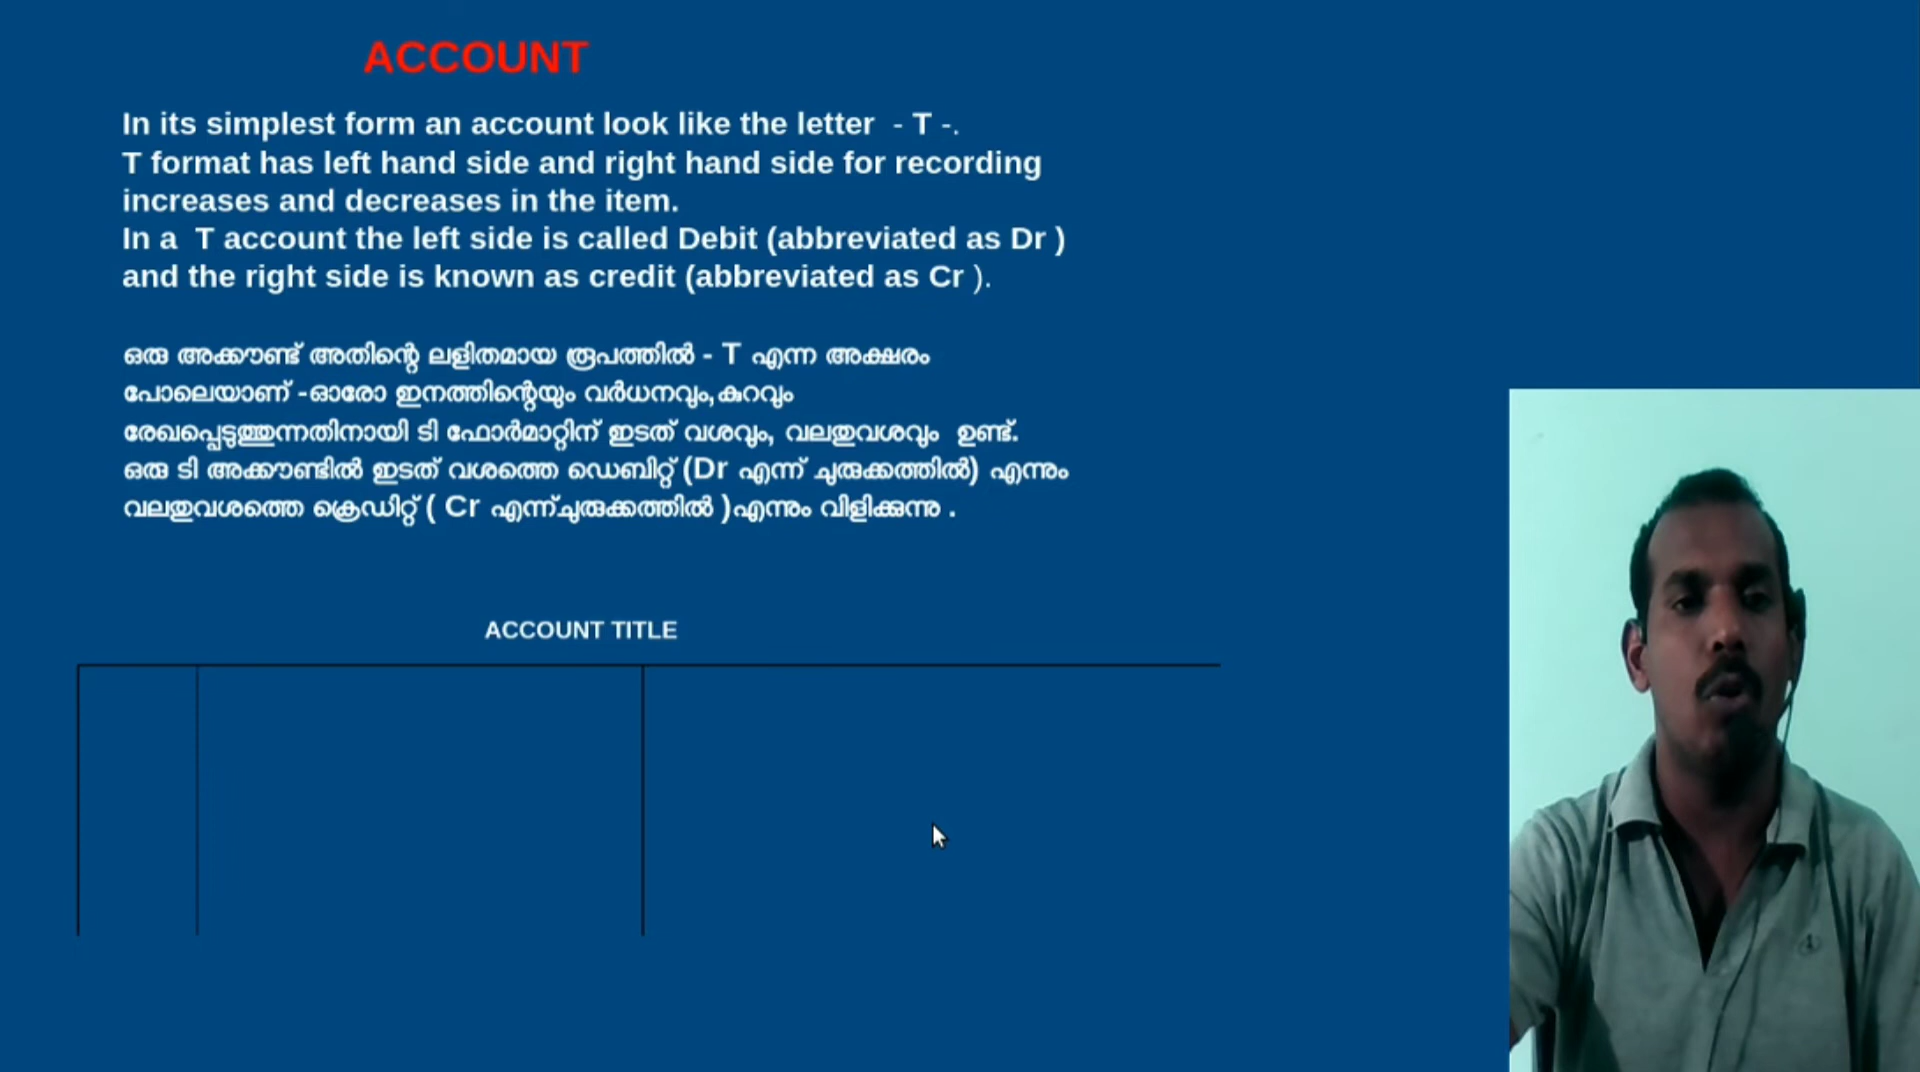 ACCOUNT
In its simplest form an account look like the letter - T -.
T format has left hand side and right hand side for recording
increases and decreases in the item.
In a T account the left side is called Debit (abbreviated as Dr )
and the right side is known as credit (abbreviated as Cr ).
ഒരു അക്കൗണ്ട് അതിന്റെ ലളിതമായ രൂപത്തിൽ - T എന്ന അക്ഷരം
പോലെയാണ് -ഓരോ ഇനത്തിന്റെയും വർധനവും,കുറവും
രേഖപ്പെടുത്തുന്നതിനായി ടി ഫോർമാറ്റിന് ഇടത് വശവും, വലതുവശവും ഉണ്ട്.
ഒരു ടി അക്കൗണ്ടിൽ ഇടത് വശത്തെ ഡെബിറ്റ് (Dr എന്ന് ചുരുക്കത്തിൽ) എന്നും
വലതുവശത്തെ ക്രെഡിറ്റ് ( Cr എന്ന്ചുരുക്കത്തിൽ )എന്നും വിളിക്കുന്നു .
ACCOUNT TITLE